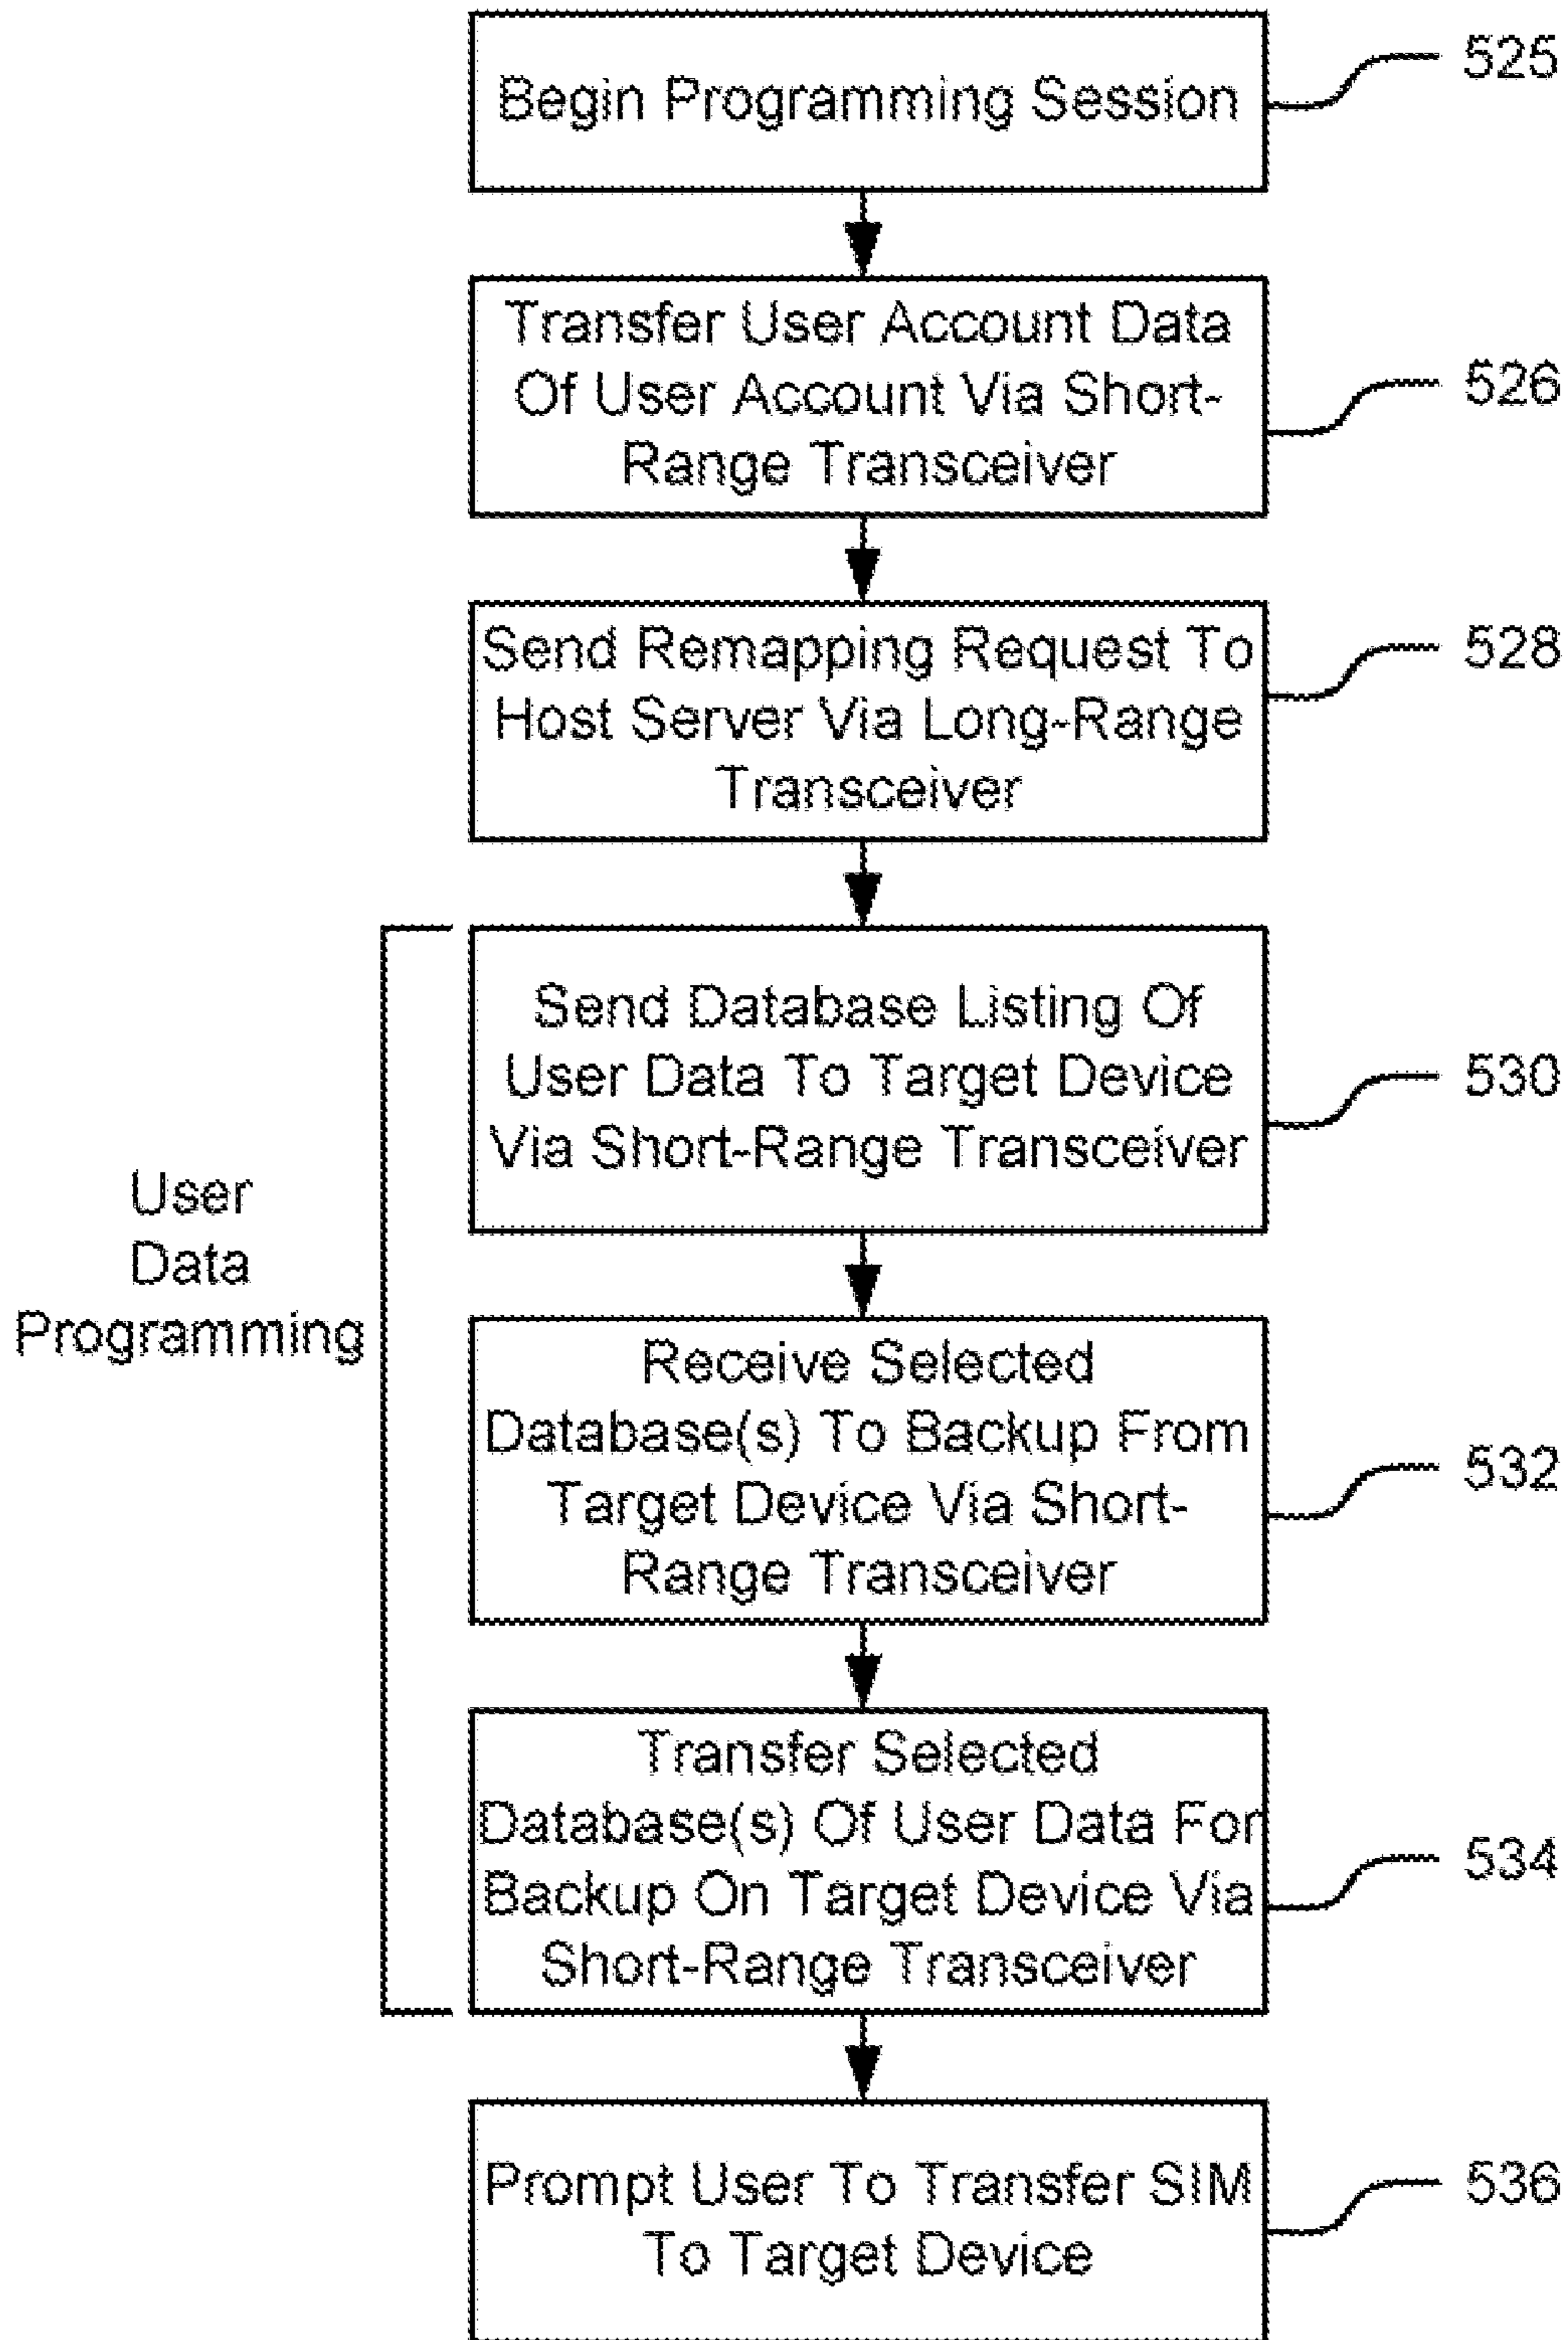 Begin Programming Session
525
Transfer User Account Data
Of User Account Via Short-
Range Transceiver
526
Send Remapping Request To
Host Server Via Long-Range
Transceiver
528
User
Data
Programming
Send Database Listing Of
User Data To Target Device
Via Short-Range Transceiver
530
Receive Selected
Database(s) To Backup From
Target Device Via Short-
Range Transceiver
532
Transfer Selected
Database(s) Of User Data For
Backup On Target Device Via
Short-Range Transceiver
534
Prompt User To Transfer SIM
To Target Device
536